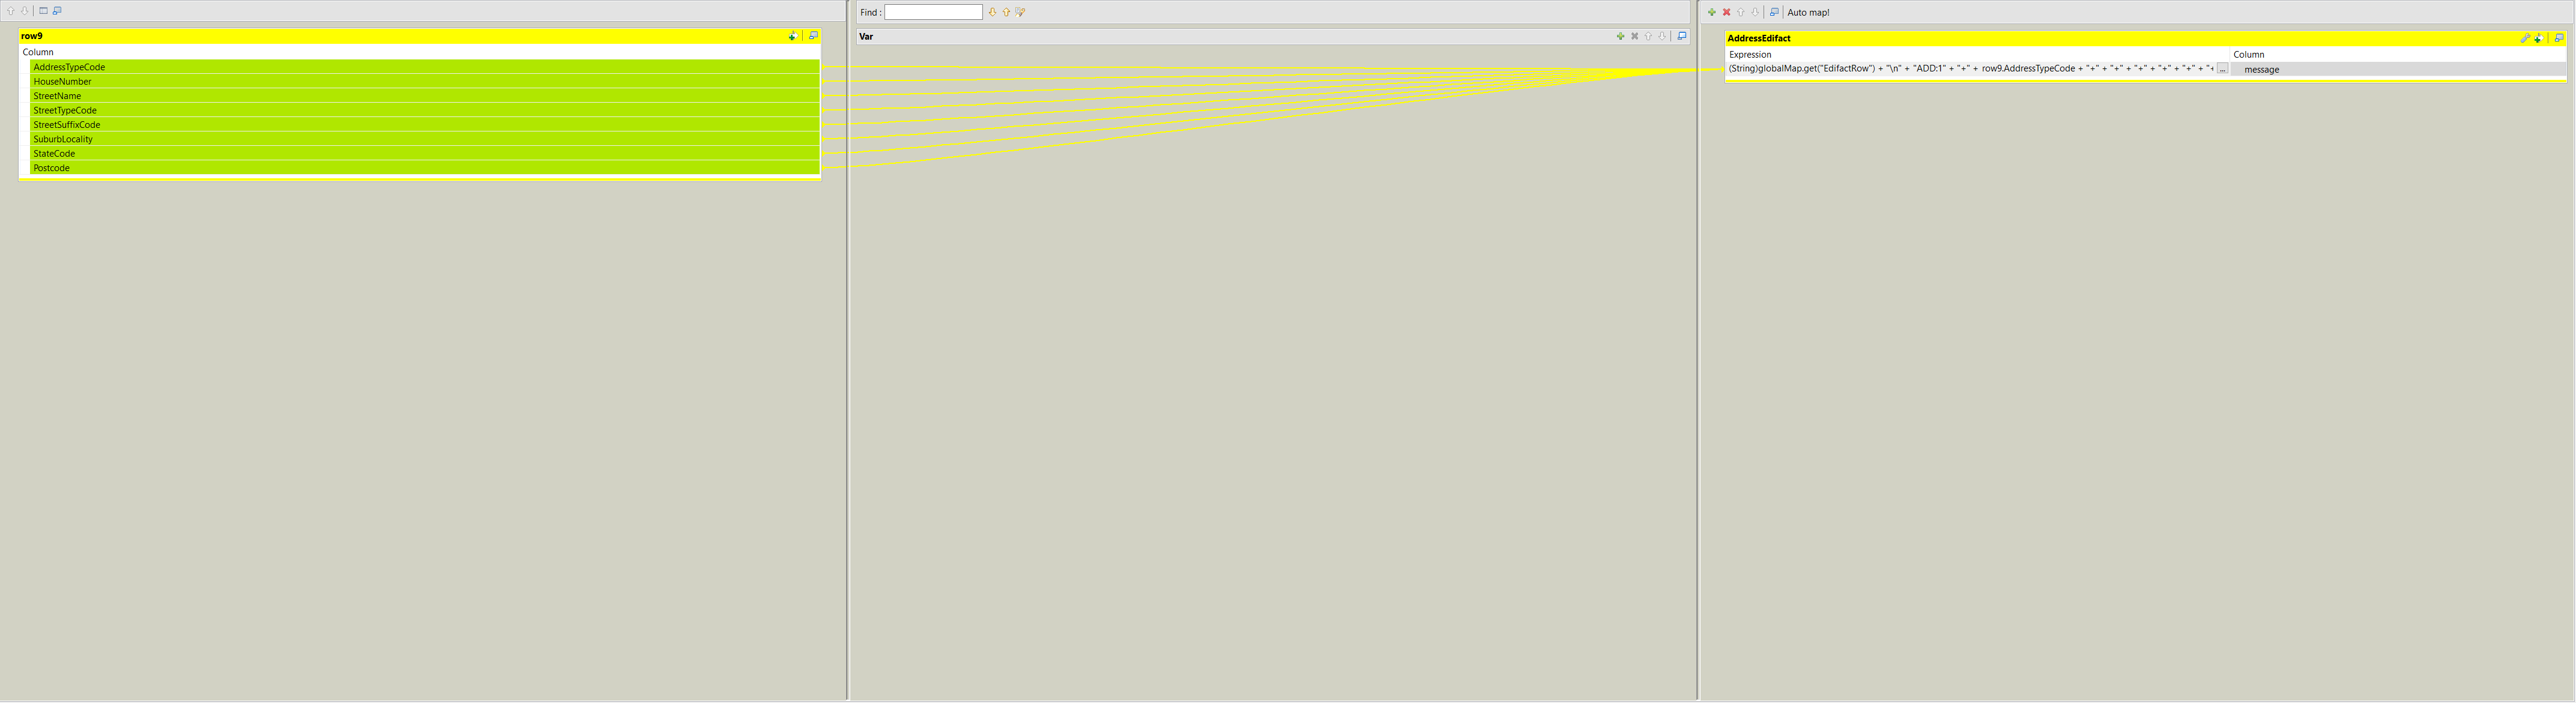 Find :
Auto map!
row9
Column
AddressTypeCode
HouseNumber
StreetName
StreetTypeCode
StreetSuffixCode
SuburbLocality
StateCode
Postcode
Var
AddressEdifact
Expression Column
(String)globalMap.get("EdifactRow") + "\n" + "ADD:1" + "+" + row9.AddressTypeCode + "+" + "+" + "+" + "+" + "+" + "+ ... message